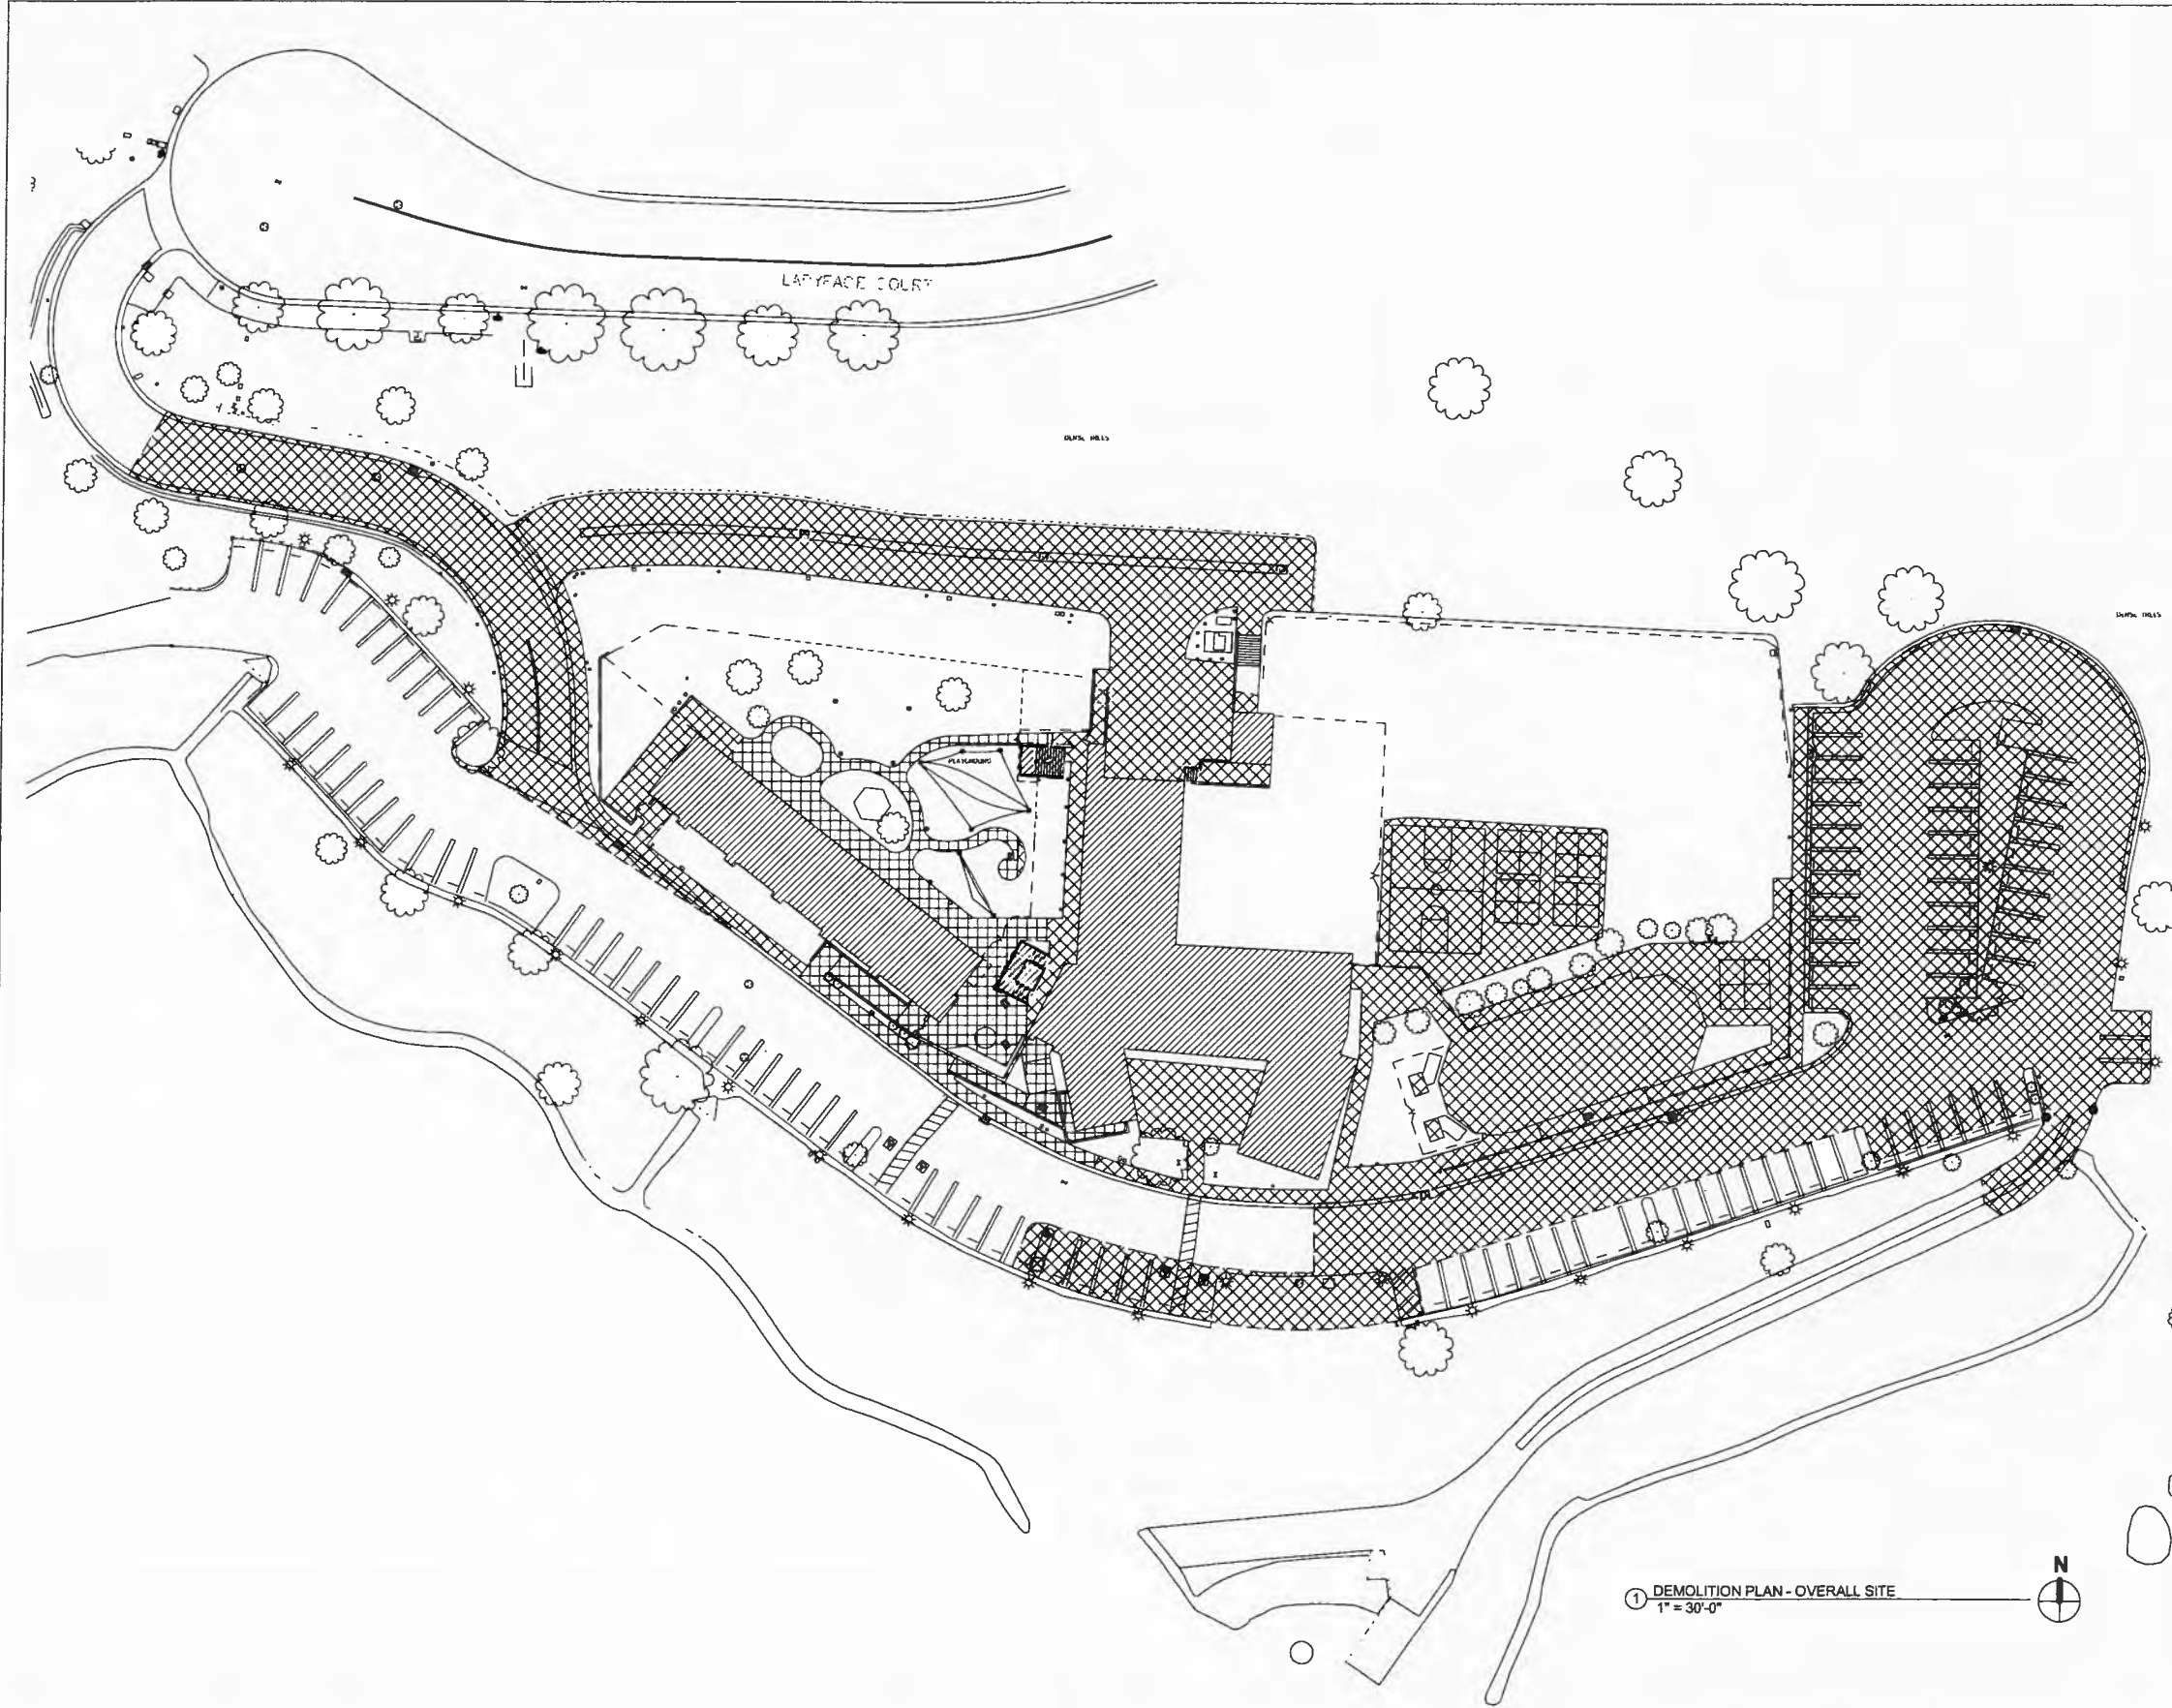 LADYFACE COURT
PLAYGROUND
1
DEMOLITION PLAN - OVERALL SITE
1" = 30'-0"
N